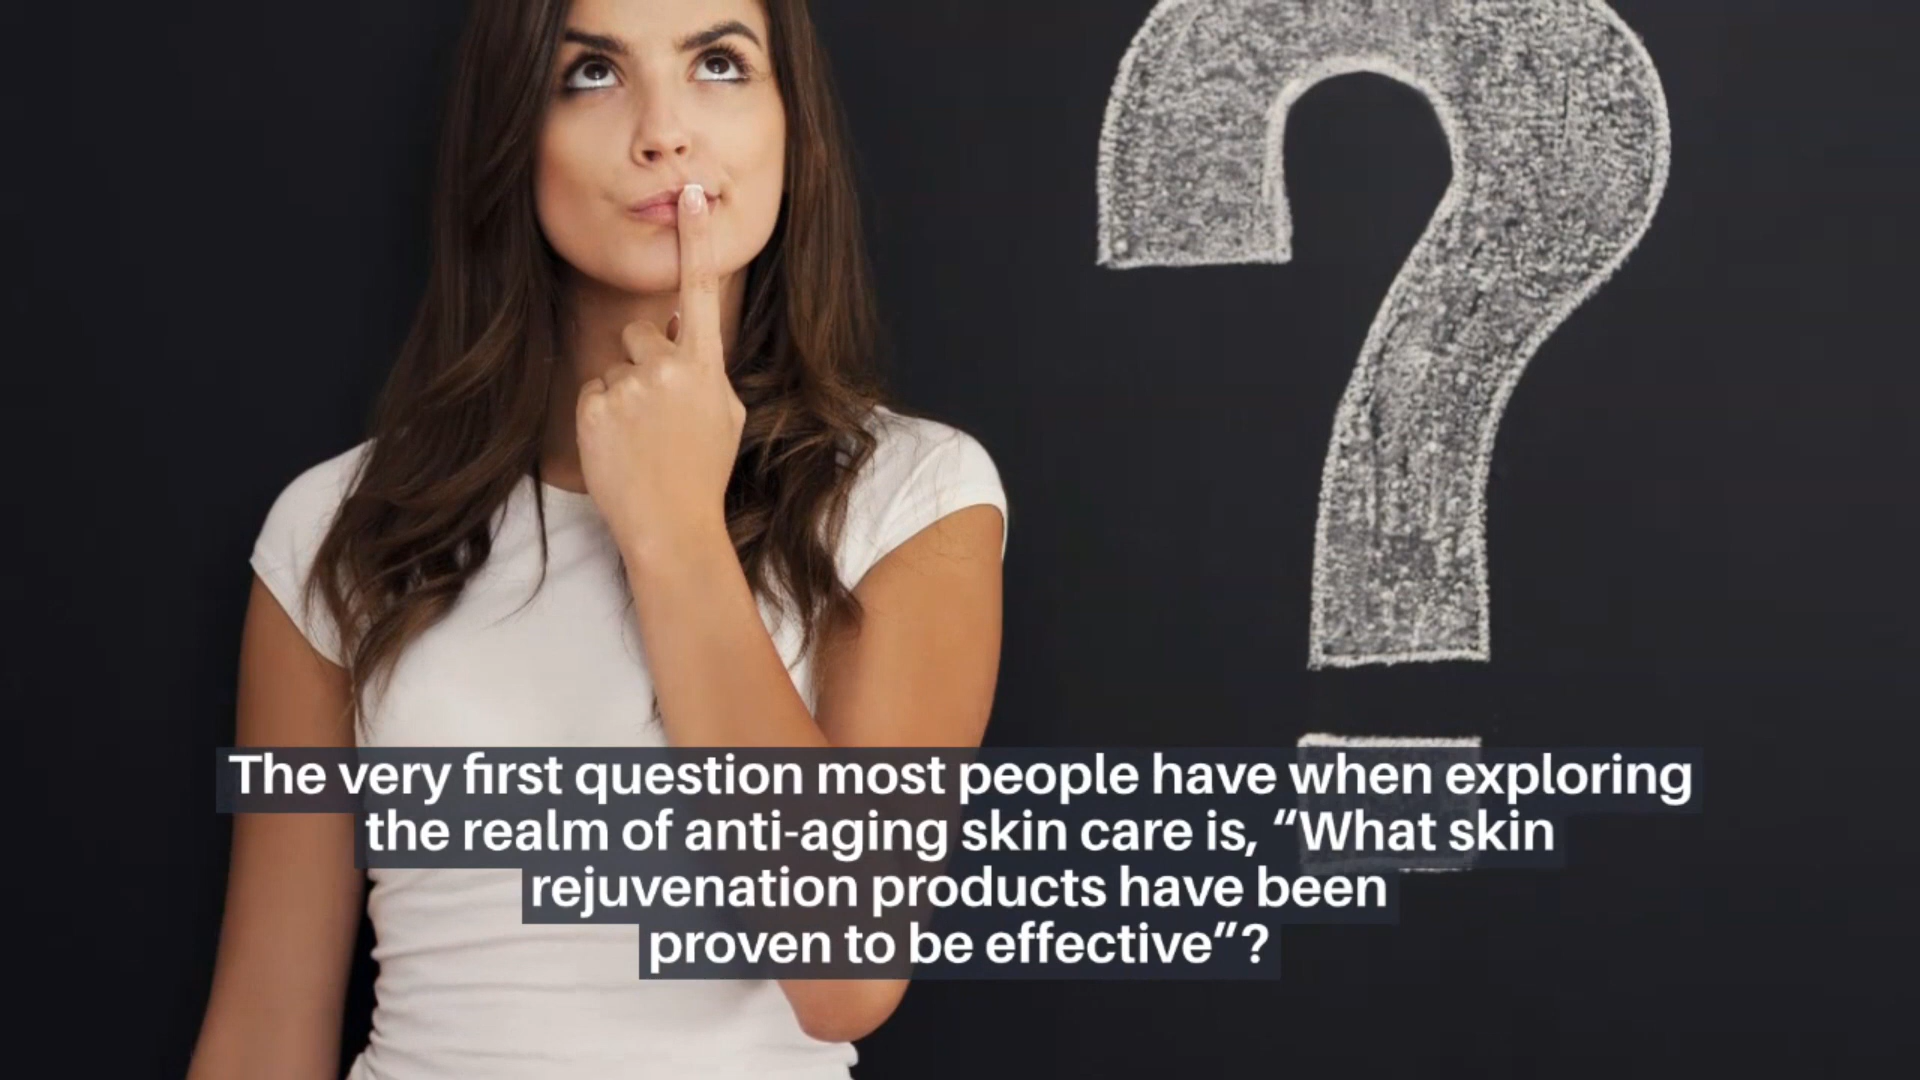 The very first question most people have when exploring
the realm of anti-aging skin care is, “What skin
rejuvenation products have been
proven to be effective”?